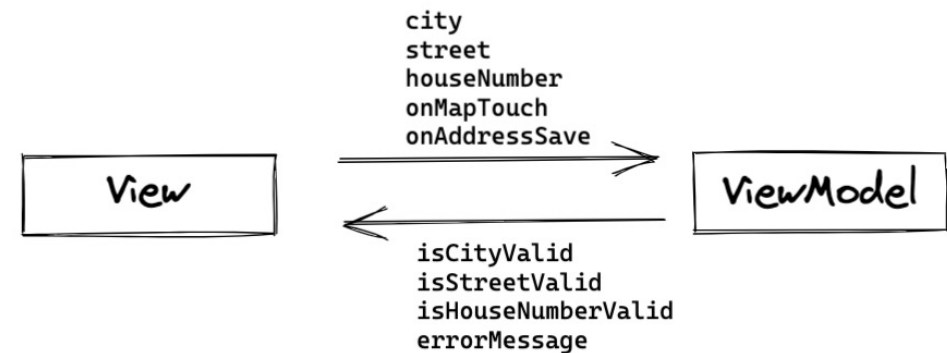 city
street
houseNumber
onMapTouch
onAddressSave
View
ViewModel
isCityValid
isStreetValid
isHouseNumberValid
errorMessage